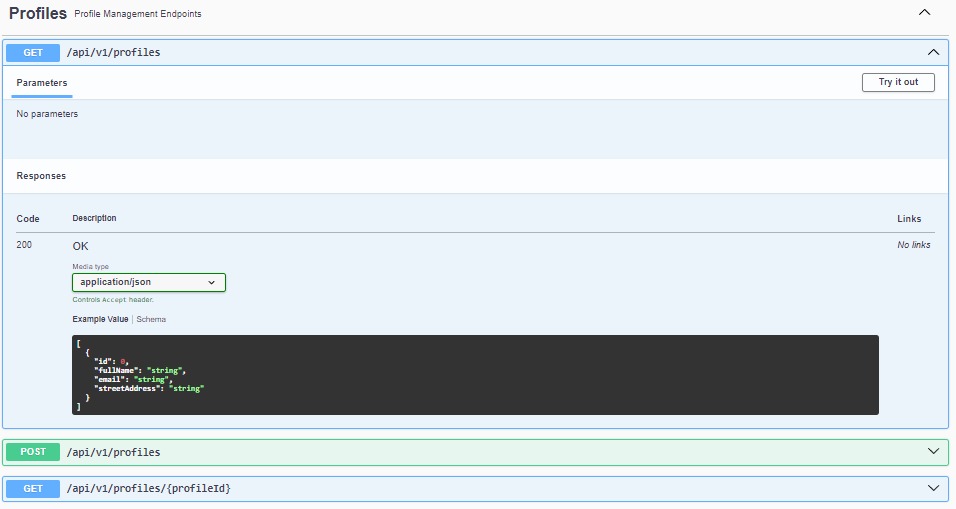 Profiles Profile Management Endpoints
GET /api/v1/profiles
Parameters Try it out
No parameters
Responses
Code Description Links
200 OK No links
Media type
application/json
Controls Accept header.
Example Value | Schema
[
{
"id": 0,
"fullName": "string",
"email": "string",
"streetAddress": "string"
}
]
POST /api/v1/profiles
GET /api/v1/profiles/{profileId}